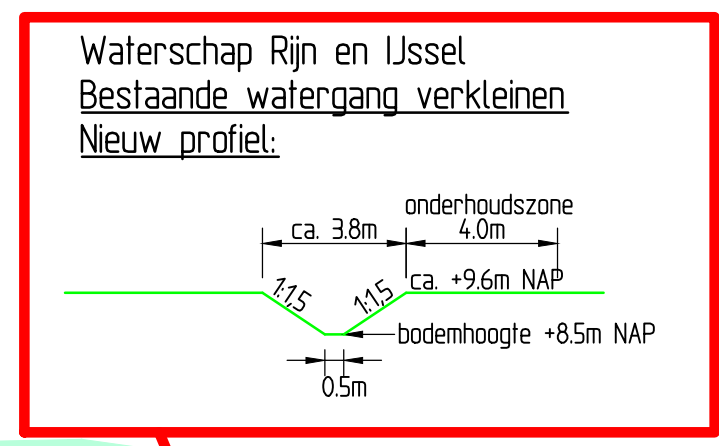 Waterschap Rijn en IJssel
Bestaande watergang verkleinen
Nieuw profiel:
onderhoudszone
ca. 3.8m
4.0m
1:1,5
1:1,5
ca. +9.6m NAP
bodemhoogte +8.5m NAP
0.5m